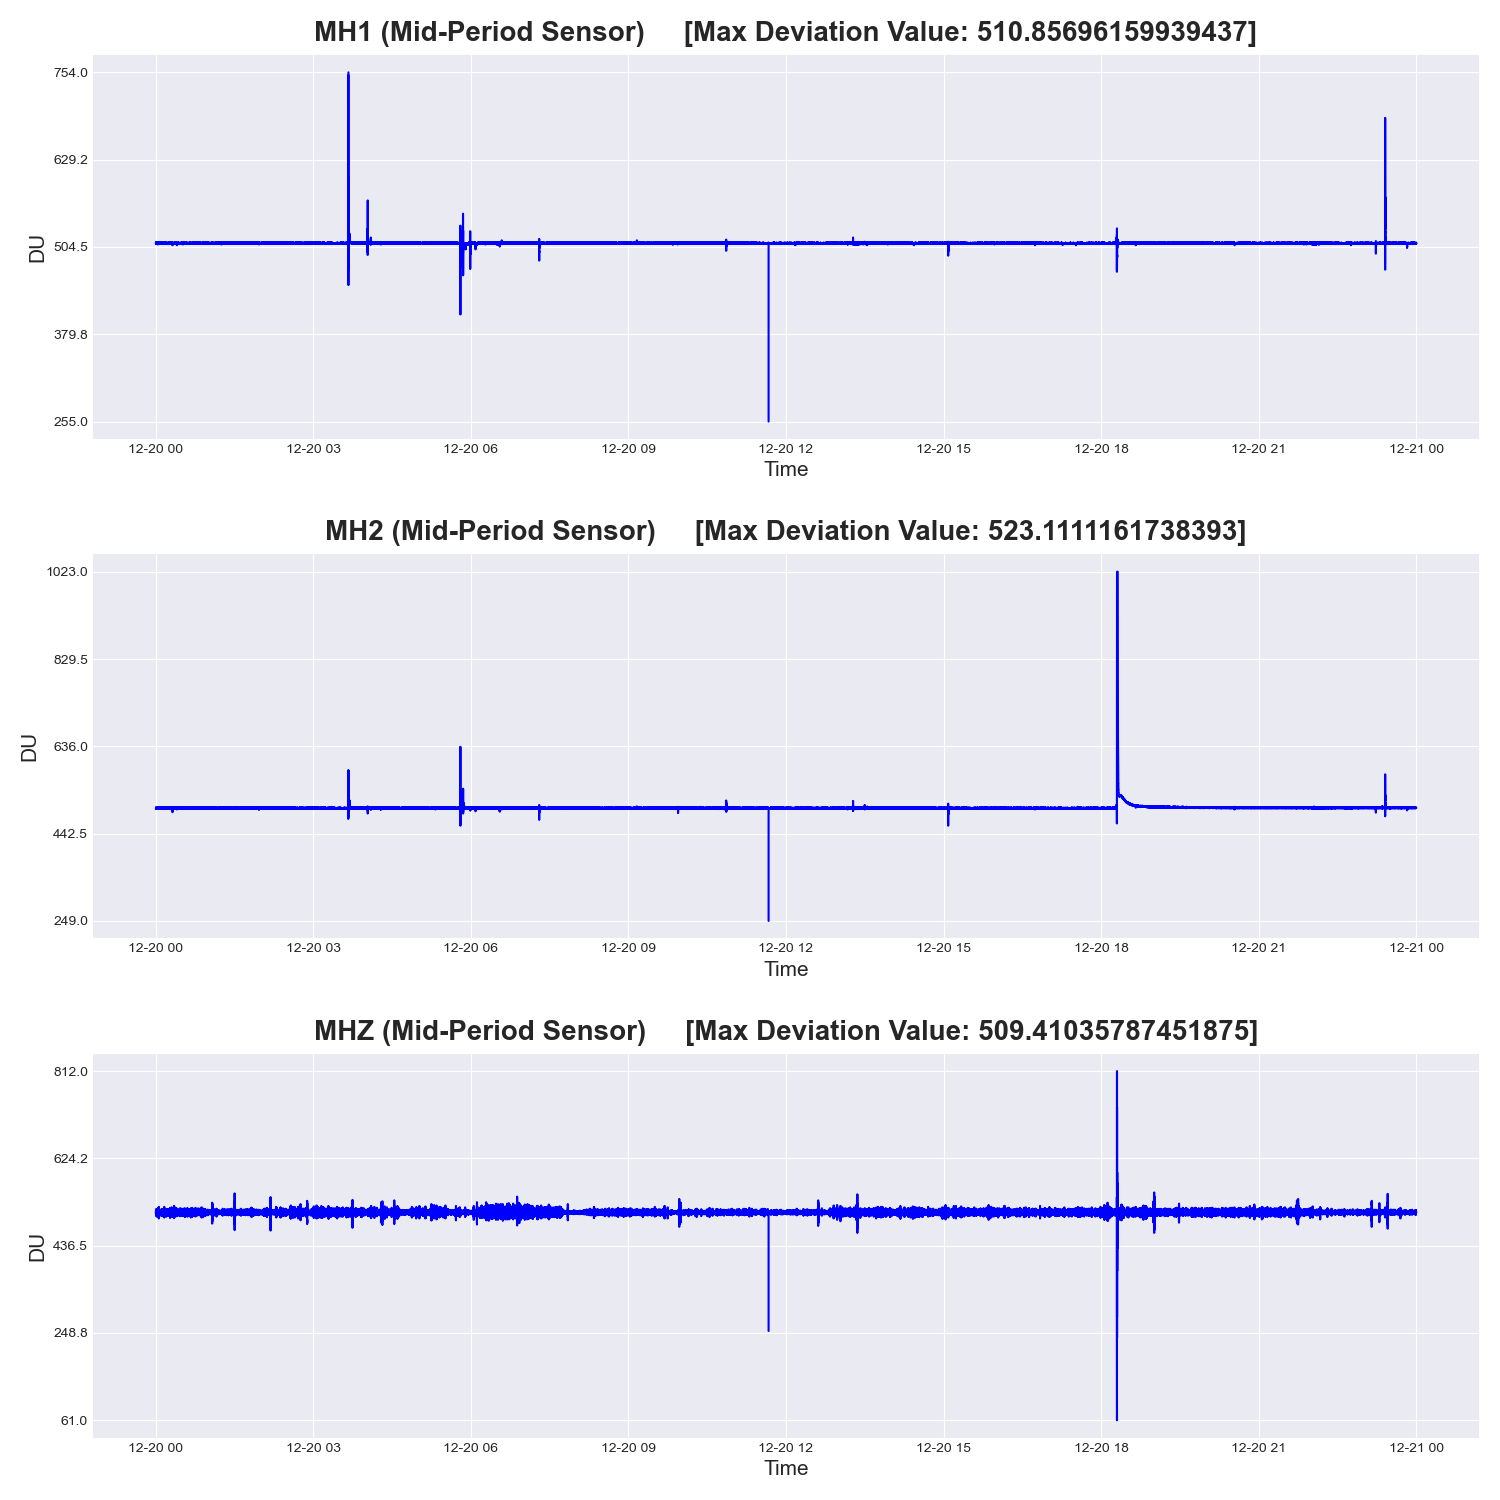 MH1 (Mid-Period Sensor) [Max Deviation Value: 510.85696159939437]
754.0
629.2
504.5
379.8
255.0
DU
12-20 00 12-20 03 12-20 06 12-20 09 12-20 12 12-20 15 12-20 18 12-20 21 12-21 00
Time
MH2 (Mid-Period Sensor) [Max Deviation Value: 523.1111161738393]
1023.0
829.5
636.0
442.5
249.0
DU
12-20 00 12-20 03 12-20 06 12-20 09 12-20 12 12-20 15 12-20 18 12-20 21 12-21 00
Time
MHZ (Mid-Period Sensor) [Max Deviation Value: 509.41035787451875]
812.0
624.2
436.5
248.8
61.0
DU
12-20 00 12-20 03 12-20 06 12-20 09 12-20 12 12-20 15 12-20 18 12-20 21 12-21 00
Time